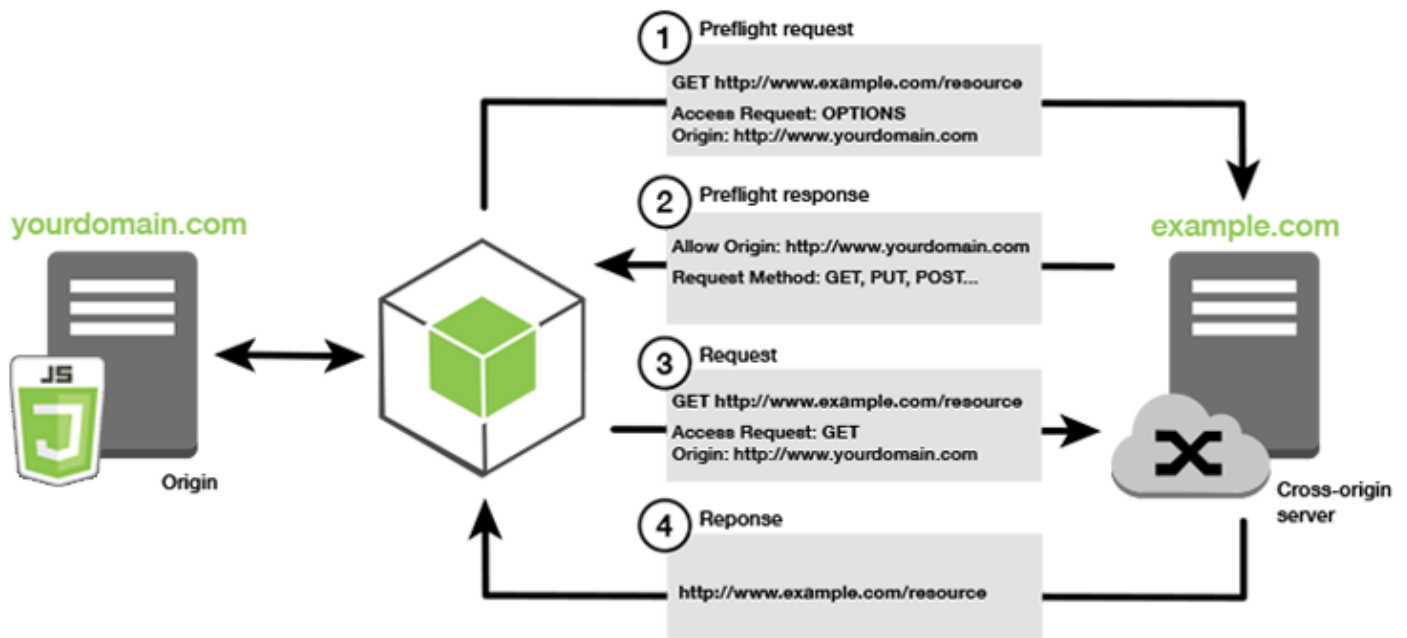 1
Preflight request
GET http://www.example.com/resource
Access Request: OPTIONS
Origin: http://www.yourdomain.com
2
Preflight response
Allow Origin: http://www.yourdomain.com
Request Method: GET, PUT, POST...
yourdomain.com
JS
Origin
example.com
Cross-origin
server
3
Request
GET http://www.example.com/resource
Access Request: GET
Origin: http://www.yourdomain.com
4
Reponse
http://www.example.com/resource